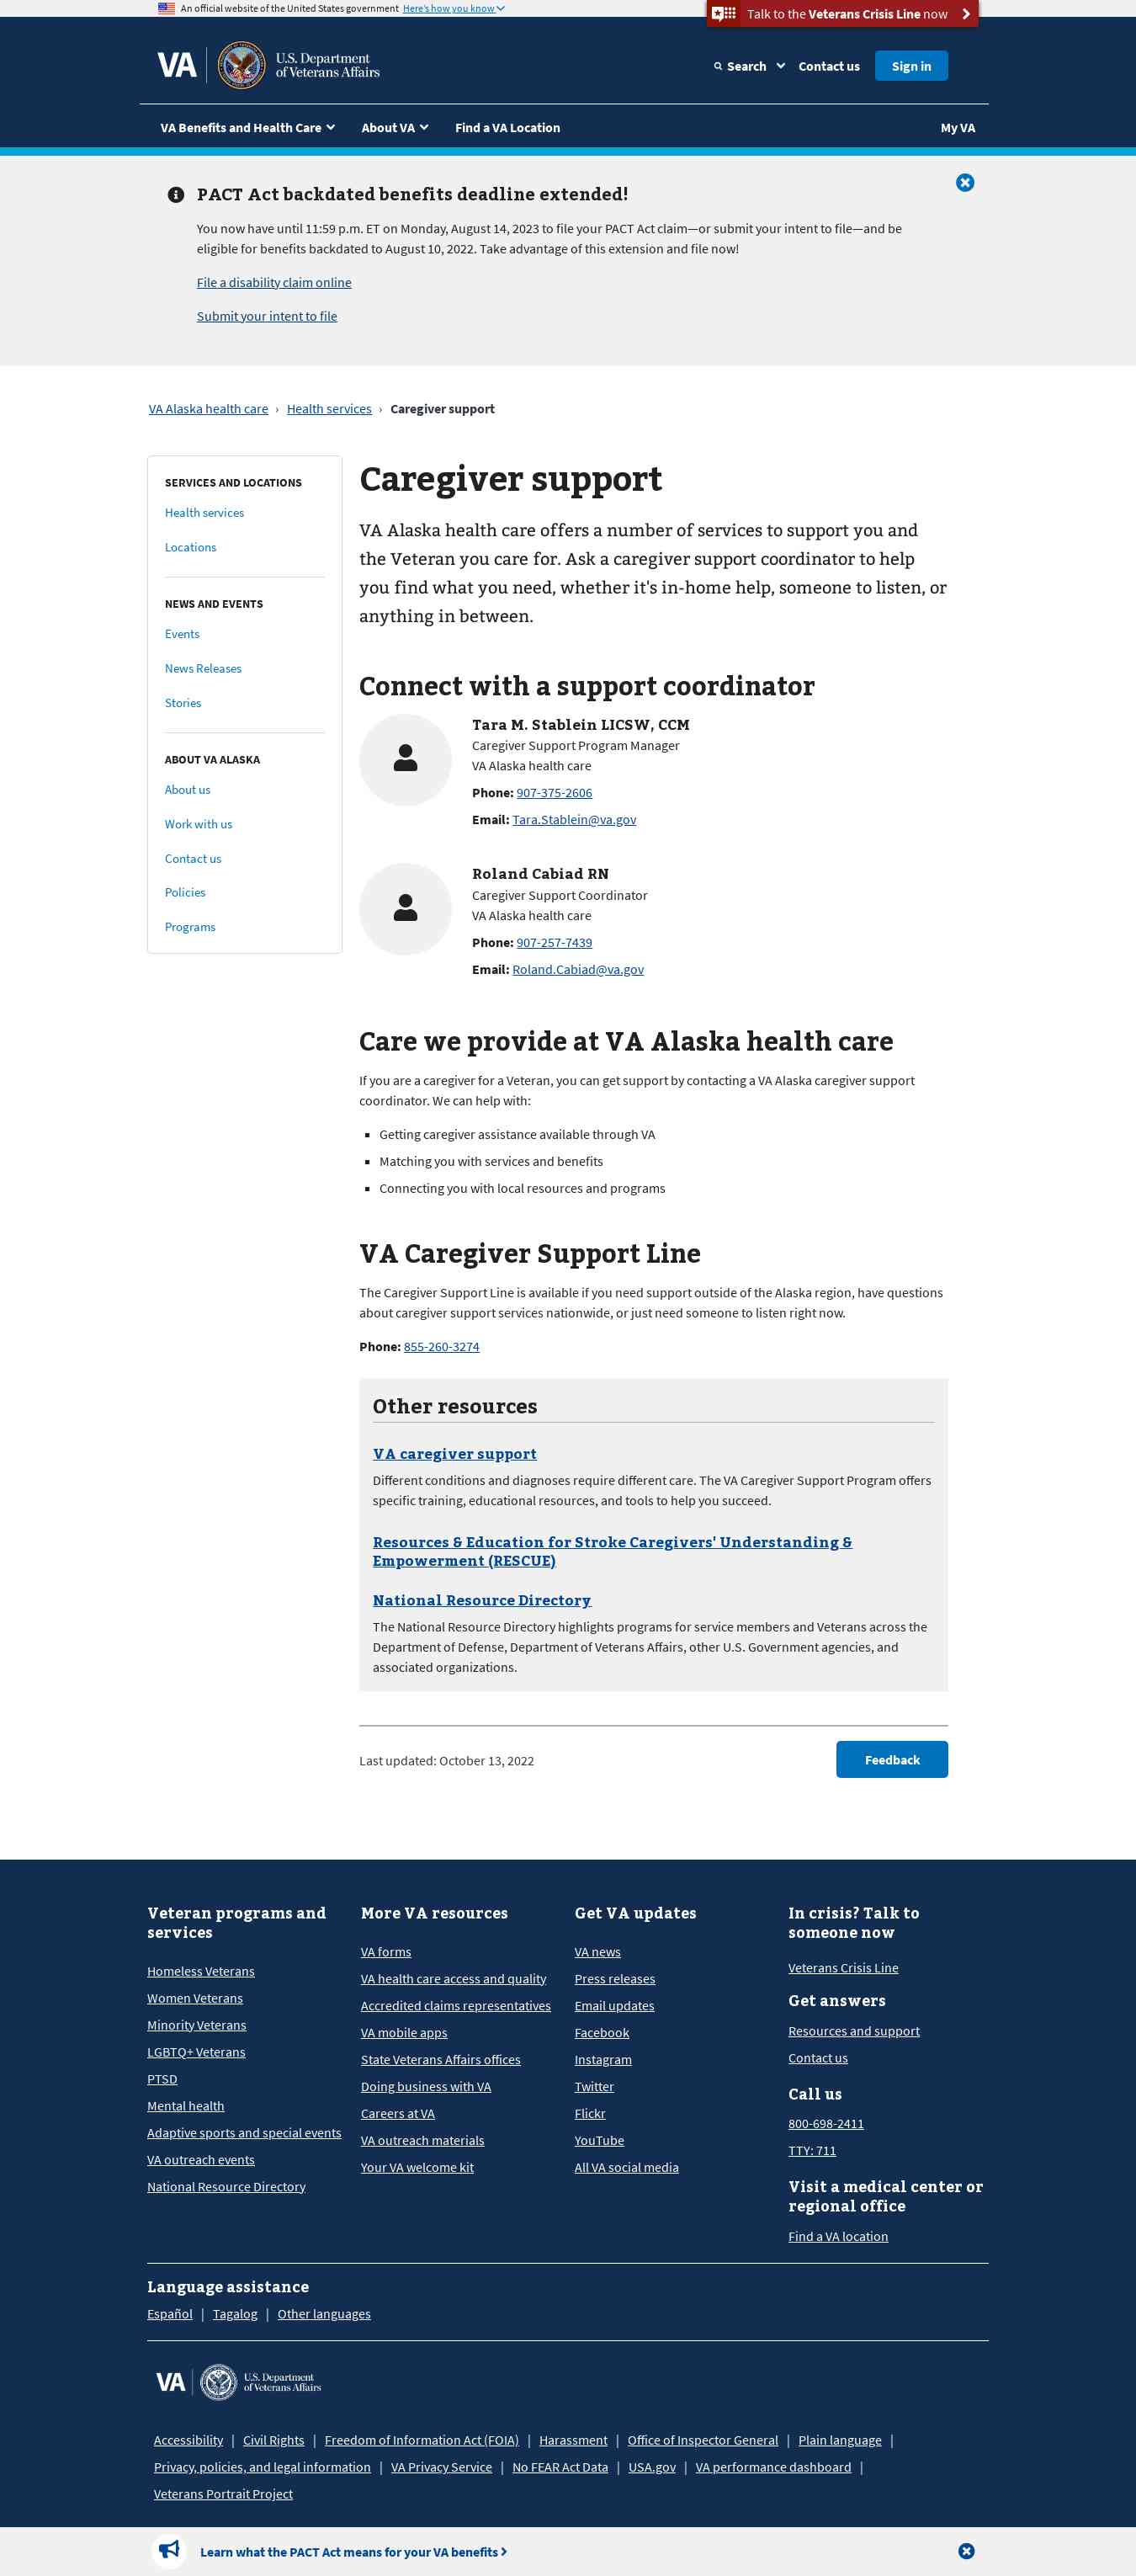 An official website of the United States government Here's how you know
Talk to the Veterans Crisis Line now
VA U.S. Department
of Veterans Affairs
Search Contact us Sign in
VA Benefits and Health Care About VA Find a VA Location My VA
PACT Act backdated benefits deadline extended!
You now have until 11:59 p.m. ET on Monday, August 14, 2023 to file your PACT Act claim—or submit your intent to file—and be
eligible for benefits backdated to August 10, 2022. Take advantage of this extension and file now!
File a disability claim online
Submit your intent to file
VA Alaska health care › Health services › Caregiver support
SERVICES AND LOCATIONS
Health services
Locations
NEWS AND EVENTS
Events
News Releases
Stories
ABOUT VA ALASKA
About us
Work with us
Contact us
Policies
Programs
Caregiver support
VA Alaska health care offers a number of services to support you and
the Veteran you care for. Ask a caregiver support coordinator to help
you find what you need, whether it's in-home help, someone to listen, or
anything in between.
Connect with a support coordinator
Tara M. Stablein LICSW, CCM
Caregiver Support Program Manager
VA Alaska health care
Phone: 907-375-2606
Email: Tara.Stablein@va.gov
Roland Cabiad RN
Caregiver Support Coordinator
VA Alaska health care
Phone: 907-257-7439
Email: Roland.Cabiad@va.gov
Care we provide at VA Alaska health care
If you are a caregiver for a Veteran, you can get support by contacting a VA Alaska caregiver support
coordinator. We can help with:
▪ Getting caregiver assistance available through VA
▪ Matching you with services and benefits
▪ Connecting you with local resources and programs
VA Caregiver Support Line
The Caregiver Support Line is available if you need support outside of the Alaska region, have questions
about caregiver support services nationwide, or just need someone to listen right now.
Phone: 855-260-3274
Other resources
VA caregiver support
Different conditions and diagnoses require different care. The VA Caregiver Support Program offers
specific training, educational resources, and tools to help you succeed.
Resources & Education for Stroke Caregivers' Understanding &
Empowerment (RESCUE)
National Resource Directory
The National Resource Directory highlights programs for service members and Veterans across the
Department of Defense, Department of Veterans Affairs, other U.S. Government agencies, and
associated organizations.
Last updated: October 13, 2022
Feedback
Veteran programs and
services
Homeless Veterans
Women Veterans
Minority Veterans
LGBTQ+ Veterans
PTSD
Mental health
Adaptive sports and special events
VA outreach events
National Resource Directory
More VA resources
VA forms
VA health care access and quality
Accredited claims representatives
VA mobile apps
State Veterans Affairs offices
Doing business with VA
Careers at VA
VA outreach materials
Your VA welcome kit
Get VA updates
VA news
Press releases
Email updates
Facebook
Instagram
Twitter
Flickr
YouTube
All VA social media
In crisis? Talk to
someone now
Veterans Crisis Line
Get answers
Resources and support
Contact us
Call us
800-698-2411
TTY: 711
Visit a medical center or
regional office
Find a VA location
Language assistance
Español | Tagalog | Other languages
VA U.S. Department
of Veterans Affairs
Accessibility | Civil Rights | Freedom of Information Act (FOIA) | Harassment | Office of Inspector General | Plain language |
Privacy, policies, and legal information | VA Privacy Service | No FEAR Act Data | USA.gov | VA performance dashboard |
Veterans Portrait Project
Learn what the PACT Act means for your VA benefits